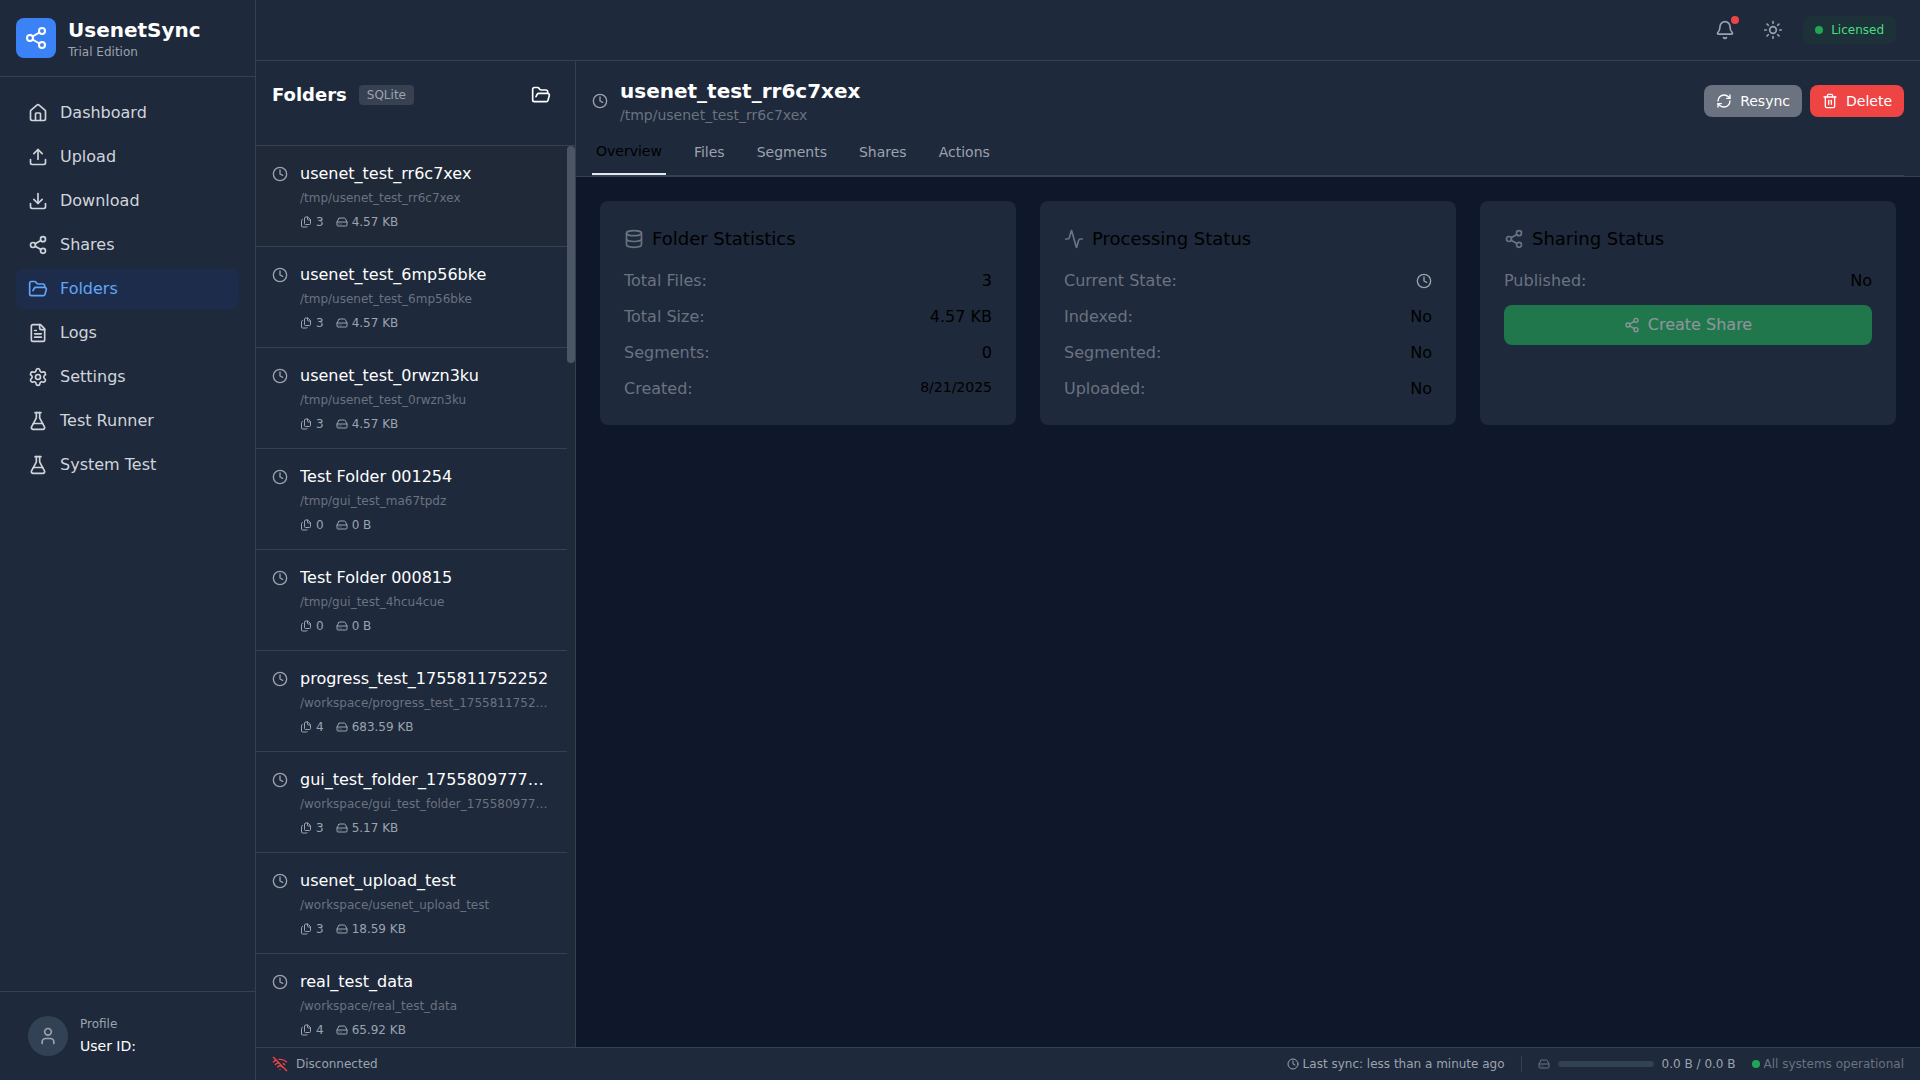 UsenetSync
Trial Edition
Dashboard
Upload
Download
Shares
Folders
Logs
Settings
Test Runner
System Test
Profile
User ID:
Licensed
Folders SQLite
usenet_test_rr6c7xex
/tmp/usenet_test_rr6c7xex
3 4.57 KB
usenet_test_6mp56bke
/tmp/usenet_test_6mp56bke
3 4.57 KB
usenet_test_0rwzn3ku
/tmp/usenet_test_0rwzn3ku
3 4.57 KB
Test Folder 001254
/tmp/gui_test_ma67tpdz
0 0 B
Test Folder 000815
/tmp/gui_test_4hcu4cue
0 0 B
progress_test_1755811752252
/workspace/progress_test_1755811752...
4 683.59 KB
gui_test_folder_1755809777...
/workspace/gui_test_folder_175580977...
3 5.17 KB
usenet_upload_test
/workspace/usenet_upload_test
3 18.59 KB
real_test_data
/workspace/real_test_data
4 65.92 KB
usenet_test_rr6c7xex
/tmp/usenet_test_rr6c7xex
Resync Delete
Overview Files Segments Shares Actions
Folder Statistics
Total Files: 3
Total Size: 4.57 KB
Segments: 0
Created: 8/21/2025
Processing Status
Current State:
Indexed: No
Segmented: No
Uploaded: No
Sharing Status
Published: No
Create Share
Disconnected
Last sync: less than a minute ago
0.0 B / 0.0 B
All systems operational